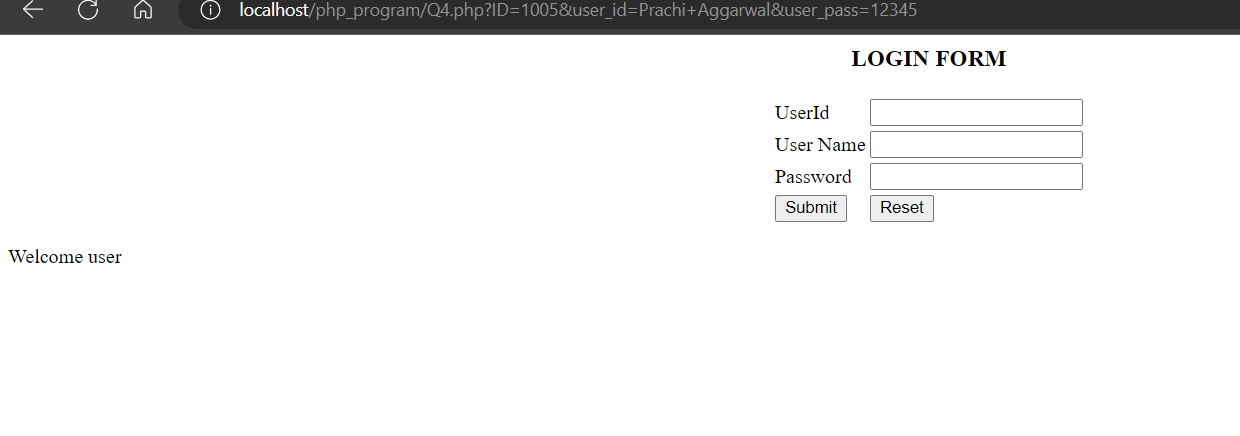 localhost/php_program/Q4.php?ID=1005&user_id=Prachi+Aggarwal&user_pass=12345
LOGIN FORM
UserId
User Name
Password
Submit Reset
Welcome user